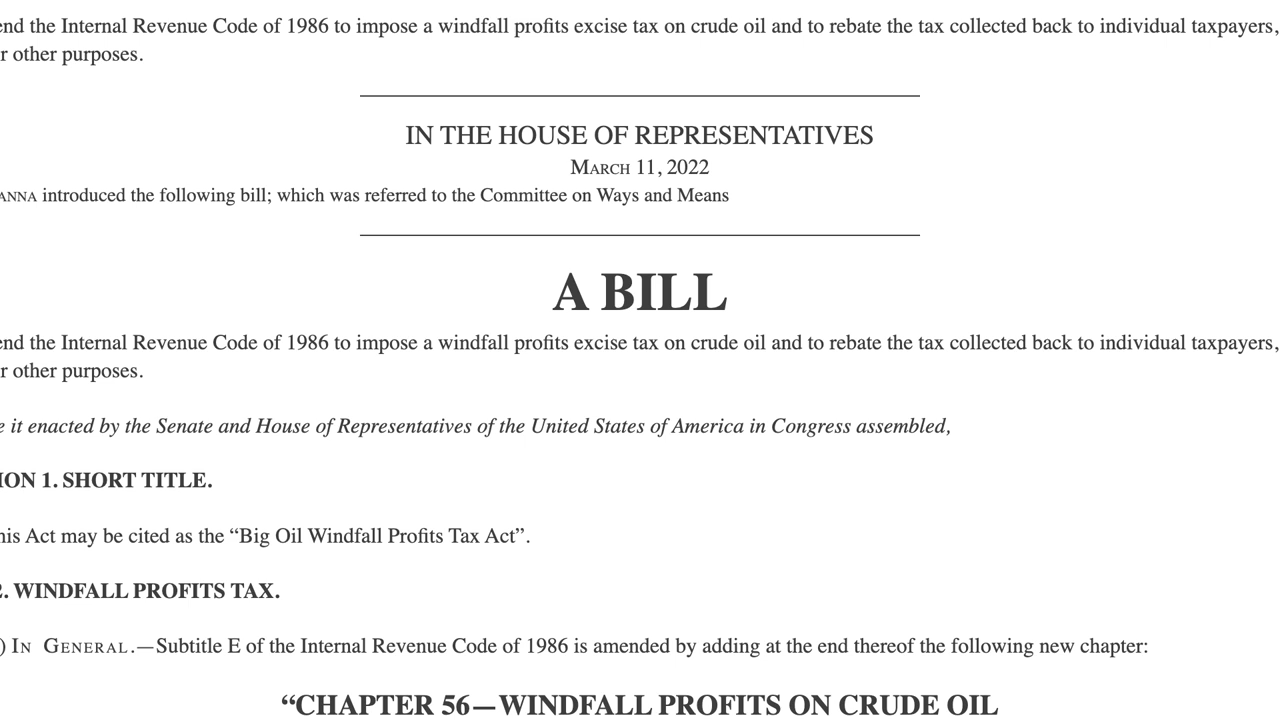 end the Internal Revenue Code of 1986 to impose a windfall profits excise tax on crude oil and to rebate the tax collected back to individual taxpayers,
r other purposes.
IN THE HOUSE OF REPRESENTATIVES
March 11, 2022
anna introduced the following bill; which was referred to the Committee on Ways and Means
A BILL
end the Internal Revenue Code of 1986 to impose a windfall profits excise tax on crude oil and to rebate the tax collected back to individual taxpayers,
r other purposes.
e it enacted by the Senate and House of Representatives of the United States of America in Congress assembled,
ION 1. SHORT TITLE.
his Act may be cited as the “Big Oil Windfall Profits Tax Act”.
2. WINDFALL PROFITS TAX.
) In General.—Subtitle E of the Internal Revenue Code of 1986 is amended by adding at the end thereof the following new chapter:
“CHAPTER 56—WINDFALL PROFITS ON CRUDE OIL